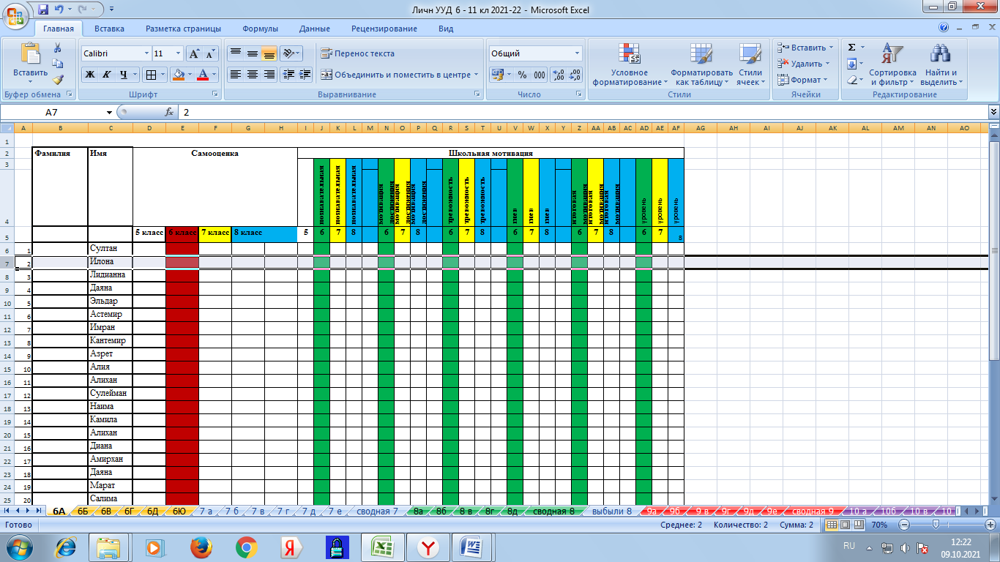 Личн УУД 6 - 11 кл 2021-22 - Microsoft Excel
Главная Вставка Разметка страницы Формулы Данные Рецензирование Вид
Вставить
Calibri 11
Ж К Ч
Перенос текста
Объединить и поместить в центре
Общий
% 000
Условное форматирование
Форматировать как таблицу
Стили ячеек
Вставить
Удалить
Формат
Сортировка и фильтр
Найти и выделить
Буфер обмена Шрифт Выравнивание Число Стили Ячейки Редактирование
A7 fx 2
A B C D E F G H I J K L M N O P Q R S T U V W X Y Z AA AB AC AD AE AF AG AH AI AJ AK AL AM AN AO
1
2 Фамилия Имя Самооценка Школьная мотивация
3
4 познавательная познавательная познавательная мотивация достижения мотивация достижения мотивация достижения тревожность тревожность тревожность гнев гнев гнев итоговая мотивация итоговая мотивация итоговая мотивация уровень уровень уровень
5 5 класс 6 класс 7 класс 8 класс 5 6 7 8 6 7 8 6 7 8 6 7 8 6 7 8 6 7 8
6 1 Султан
7 2 Илона
8 3 Лидианна
9 4 Даяна
10 5 Эльдар
11 6 Астемир
12 7 Имран
13 8 Кантемир
14 9 Азрет
15 10 Алия
16 11 Алихан
17 12 Сулейман
18 13 Наима
19 14 Камила
20 15 Алихан
21 16 Диана
22 17 Амирхан
23 18 Даяна
24 19 Марат
25 20 Салима
6А 6Б 6В 6Г 6Д 6Ю 7 а 7 б 7 в 7 г 7 д 7 е сводная 7 8а 8б 8 в 8г 8д сводная 8 выбыли 8 9а 9б 9 в 9г 9д 9е сводная 9 10 а 10б 10 в 10
Готово Среднее: 2 Количество: 2 Сумма: 2 70%
RU 12:22
09.10.2021